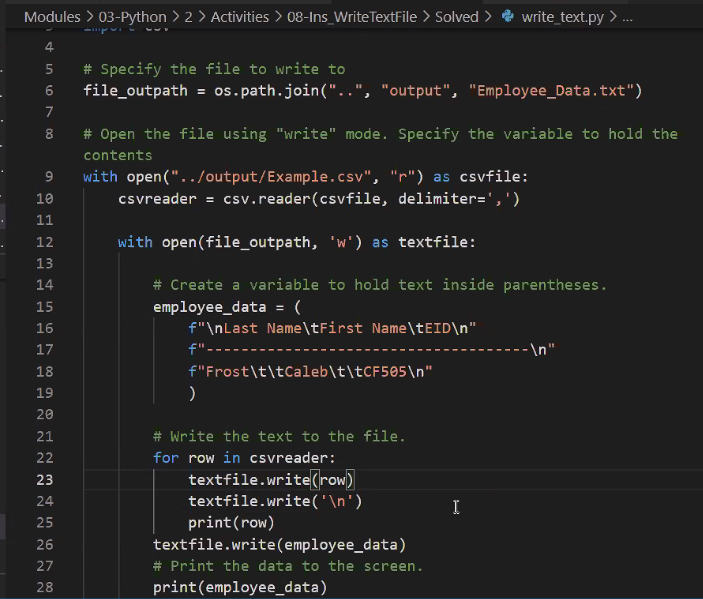 Modules > 03-Python > 2 > Activities > 08-Ins_WriteTextFile > Solved > write_text.py > ...
3 import csv
4
5 # Specify the file to write to
6 file_outpath = os.path.join("..", "output", "Employee_Data.txt")
7
8 # Open the file using "write" mode. Specify the variable to hold the
contents
9 with open("../output/Example.csv", "r") as csvfile:
10 csvreader = csv.reader(csvfile, delimiter=',')
11
12 with open(file_outpath, 'w') as textfile:
13
14 # Create a variable to hold text inside parentheses.
15 employee_data = (
16 f"\nLast Name\tFirst Name\tEID\n"
17 f"------------------------------------\n"
18 f"Frost\t\tCaleb\t\tCF505\n"
19 )
20
21 # Write the text to the file.
22 for row in csvreader:
23 textfile.write(row)
24 textfile.write('\n')
25 print(row)
26 textfile.write(employee_data)
27 # Print the data to the screen.
28 print(employee_data)